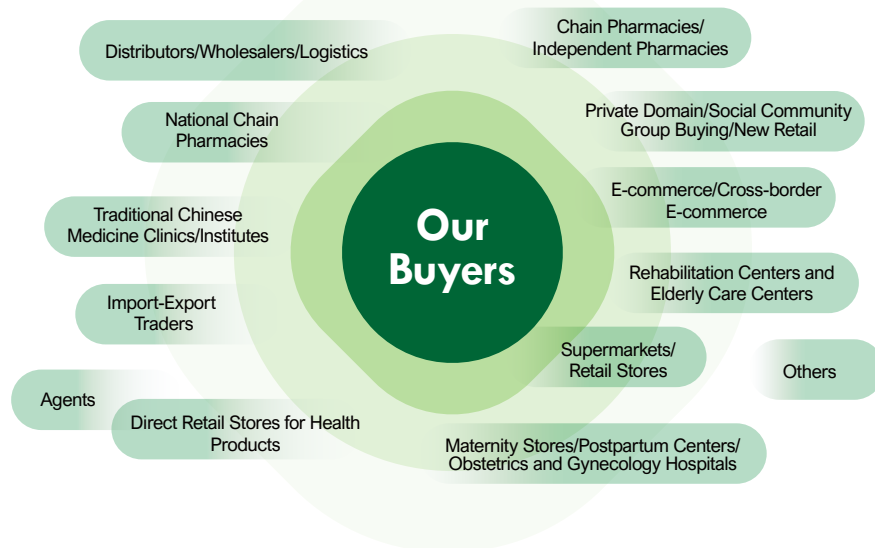 Distributors/Wholesalers/Logistics
National Chain
Pharmacies
Traditional Chinese
Medicine Clinics/Institutes
Import-Export
Traders
Agents
Direct Retail Stores for Health
Products
Our
Buyers
Chain Pharmacies/
Independent Pharmacies
Private Domain/Social Community
Group Buying/New Retail
E-commerce/Cross-border
E-commerce
Rehabilitation Centers and
Elderly Care Centers
Supermarkets/
Retail Stores
Others
Maternity Stores/Postpartum Centers/
Obstetrics and Gynecology Hospitals